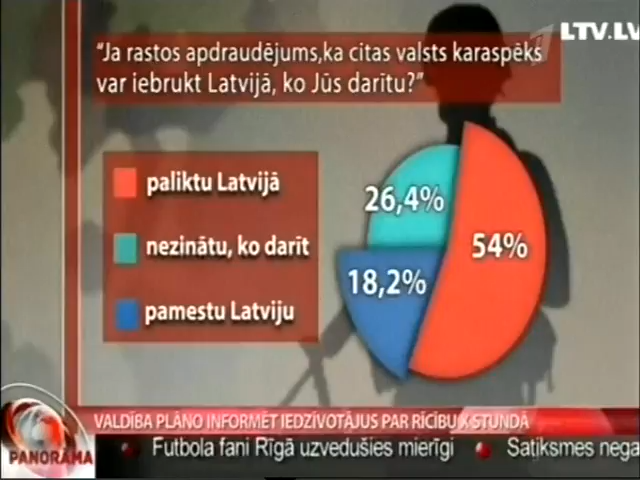 LTV.LV
“Ja rastos apdraudējums,ka citas valsts karaspēks
var iebrukt Latvijā, ko Jūs darītu?”
paliktu Latvijā
nezinātu, ko darīt
pamestu Latviju
26,4%
54%
18,2%
VALDĪBA PLĀNO INFORMĒT IEDZĪVOTĀJUS PAR RĪCĪBU X STUNDĀ
PANORĀMA
Futbola fani Rīgā uzvedušies mierīgi
Satiksmes nega